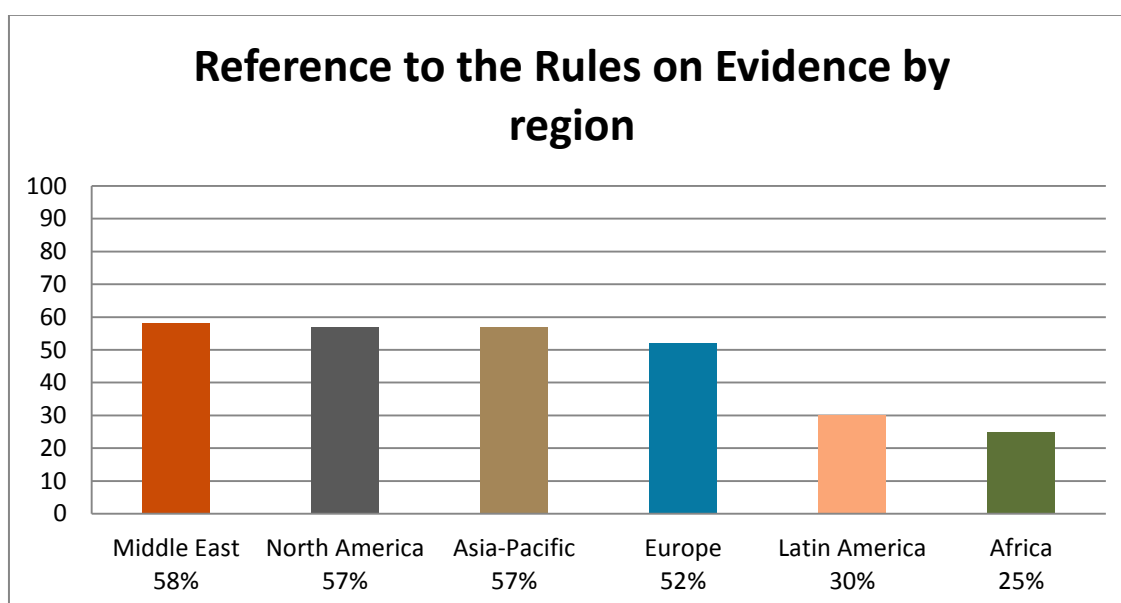 Reference to the Rules on Evidence by
region
100
90
80
70
60
50
40
30
20
10
0
Middle East North America Asia-Pacific Europe Latin America Africa
58% 57% 57% 52% 30% 25%